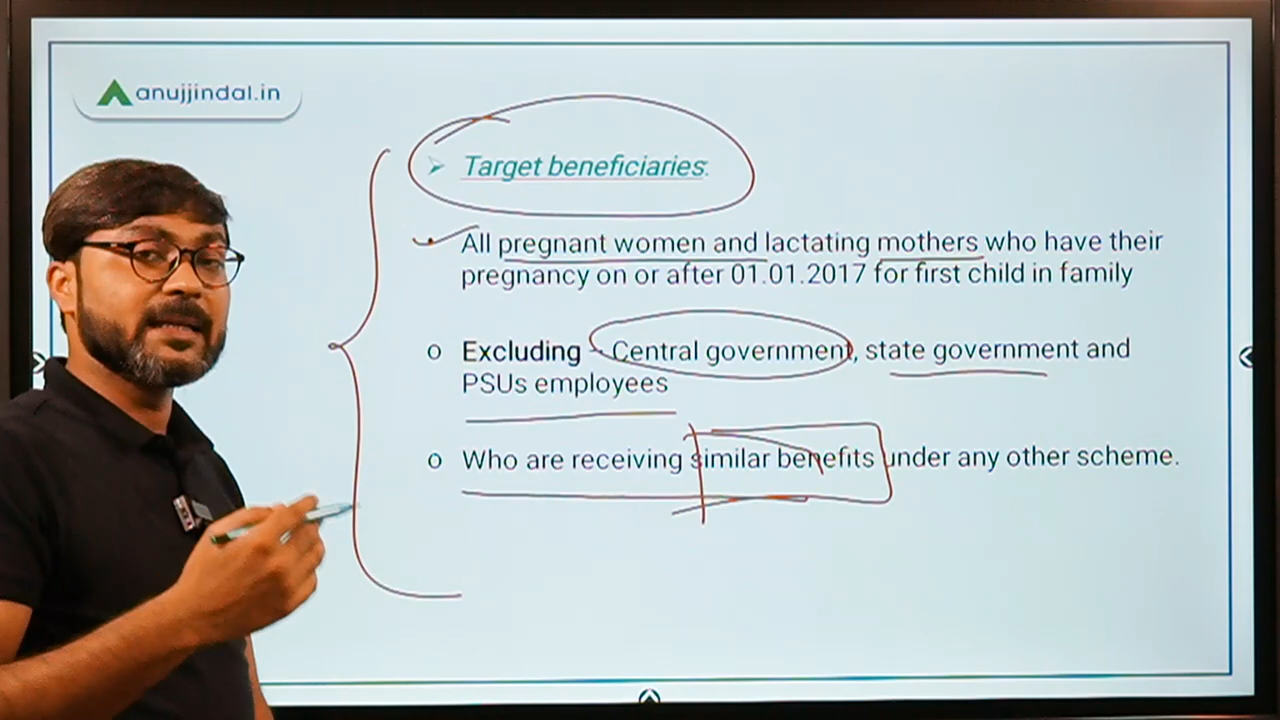 anujjindal.in
➢ Target beneficiaries:
All pregnant women and lactating mothers who have their
pregnancy on or after 01.01.2017 for first child in family
o Excluding - Central government, state government and
PSUs employees
o Who are receiving similar benefits under any other scheme.